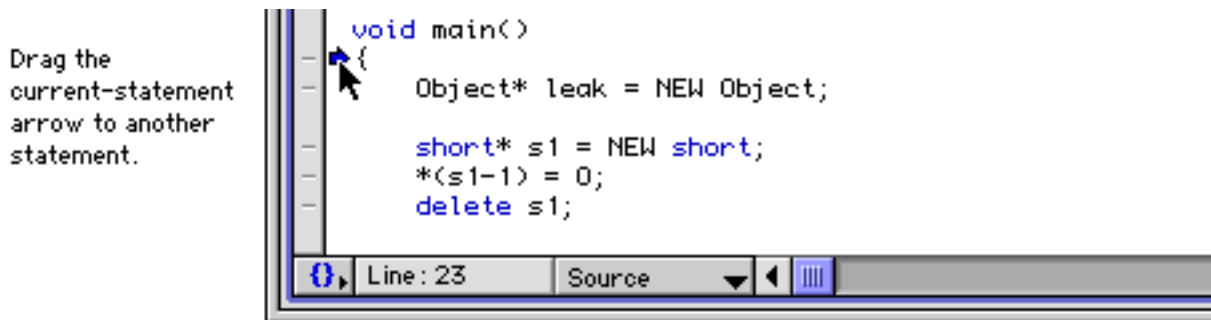 Drag the
current-statement
arrow to another
statement.
void main()
{
Object* leak = NEW Object;
short* s1 = NEW short;
*(s1-1) = 0;
delete s1;
{} Line: 23 Source